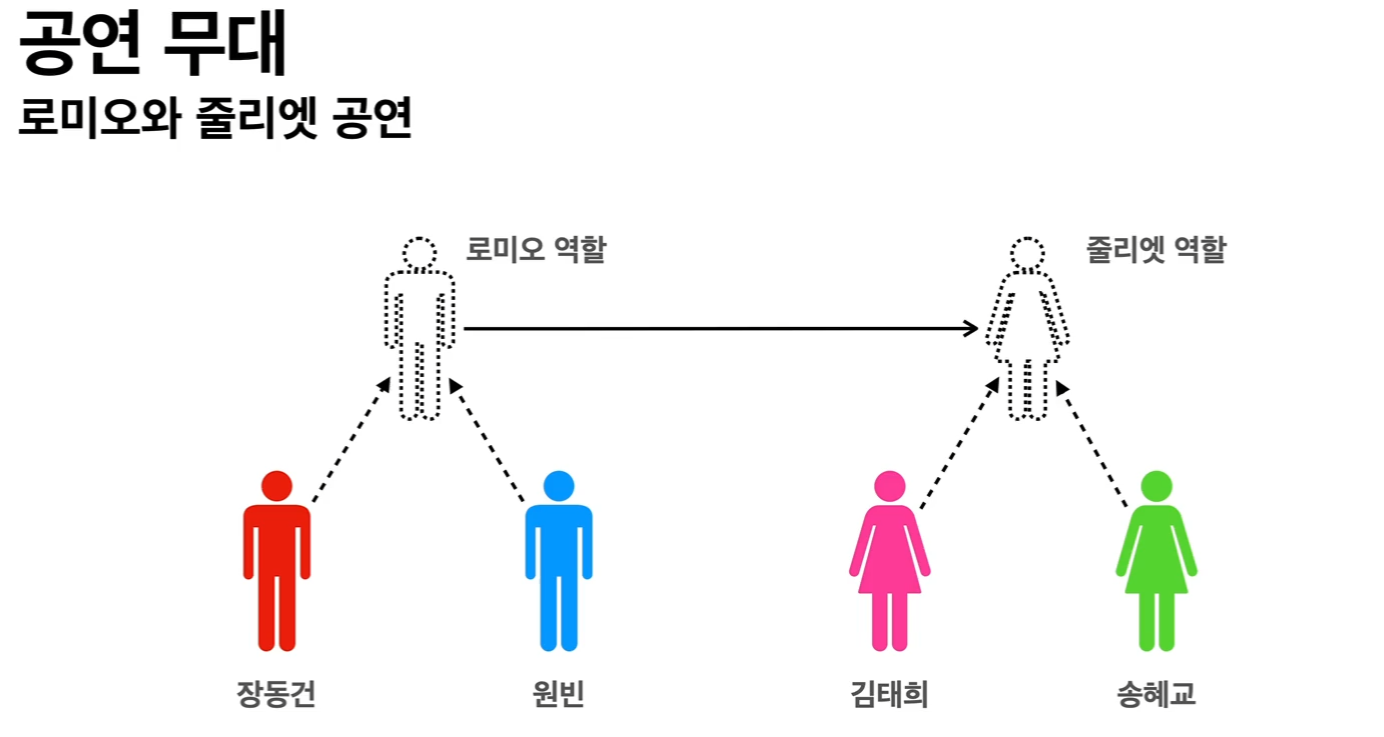 공연 무대
로미오와 줄리엣 공연
로미오 역할
줄리엣 역할
장동건
원빈
김태희
송혜교